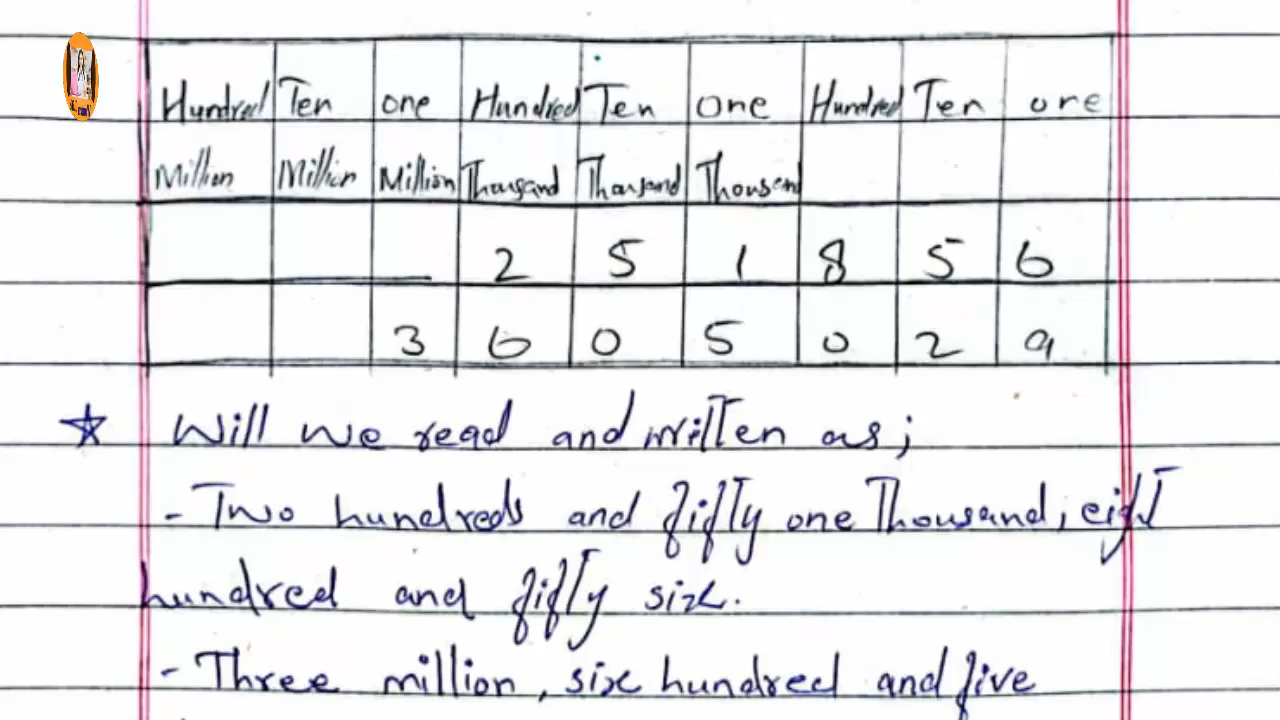 Hundred Ten one Hundred Ten One Hundred Ten one
Million Million Million Thousand Thousand Thousand
2 5 1 8 5 6
3 6 0 5 0 2 9
Will we read and written as;
- Two hundreds and fifty one Thousand, eight
hundred and fifty six.
- Three million, six hundred and five